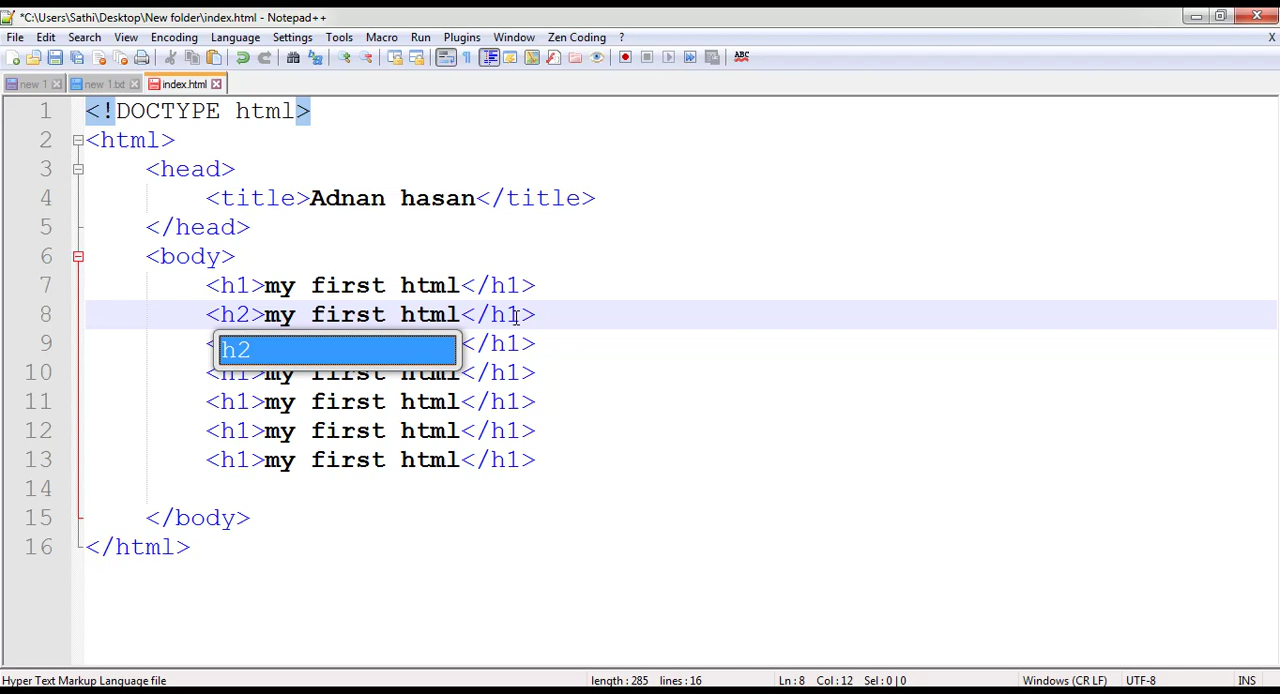 *C:\Users\Sathi\Desktop\New folder\index.html - Notepad++
File Edit Search View Encoding Language Settings Tools Macro Run Plugins Window Zen Coding ? X
ABC
new 1 new 1.txt index.html
1 <!DOCTYPE html>
2 <html>
3 <head>
4 <title>Adnan hasan</title>
5 </head>
6 <body>
7 <h1>my first html</h1>
8 <h2>my first html</h1>
9 < </h1>
h2
10 <h1>my first html</h1>
11 <h1>my first html</h1>
12 <h1>my first html</h1>
13 <h1>my first html</h1>
14
15 </body>
16 </html>
Hyper Text Markup Language file length : 285 lines : 16 Ln : 8 Col : 12 Sel : 0 | 0 Windows (CR LF) UTF-8 INS